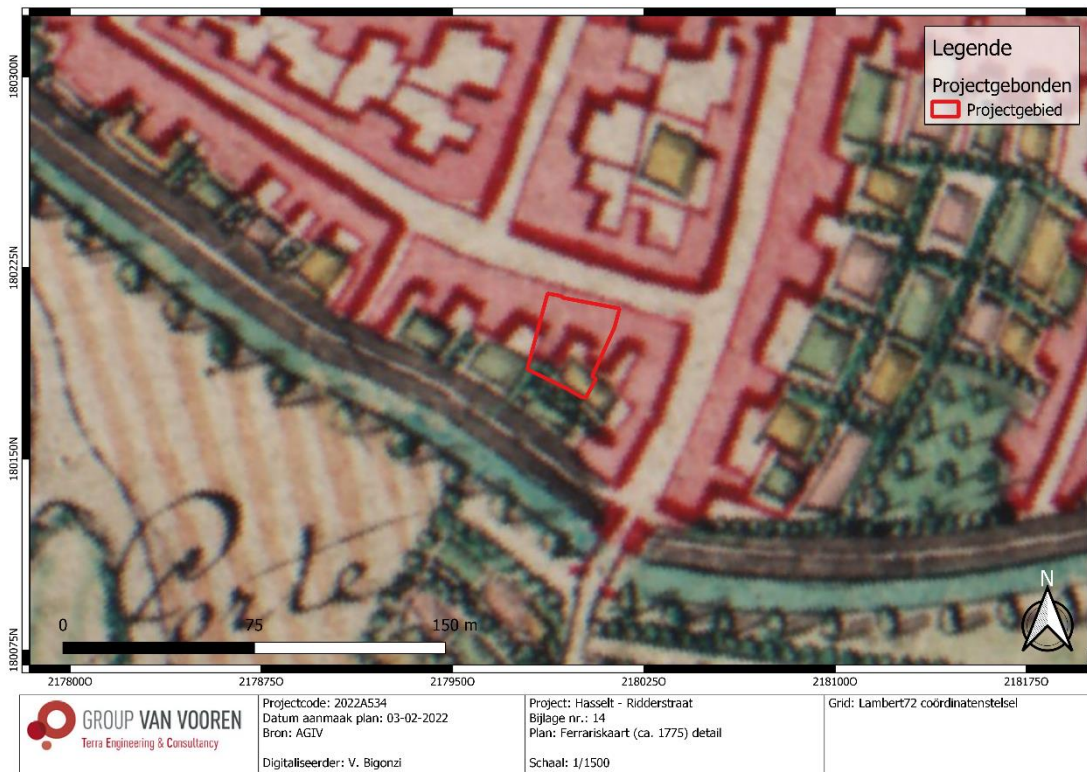 Legende
Projectgebonden
Projectgebied
180300N
180225N
180150N
180075N
Porte
0 75 150 m
N
2178000 2178750 2179500 2180250 2181000 2181750
GROUP VAN VOOREN
Terra Engineering & Consultancy
Projectcode: 2022A534
Datum aanmaak plan: 03-02-2022
Bron: AGIV
Digitaliseerder: V. Bigonzi
Project: Hasselt - Ridderstraat
Bijlage nr.: 14
Plan: Ferrariskaart (ca. 1775) detail
Schaal: 1/1500
Grid: Lambert72 coördinatenstelsel